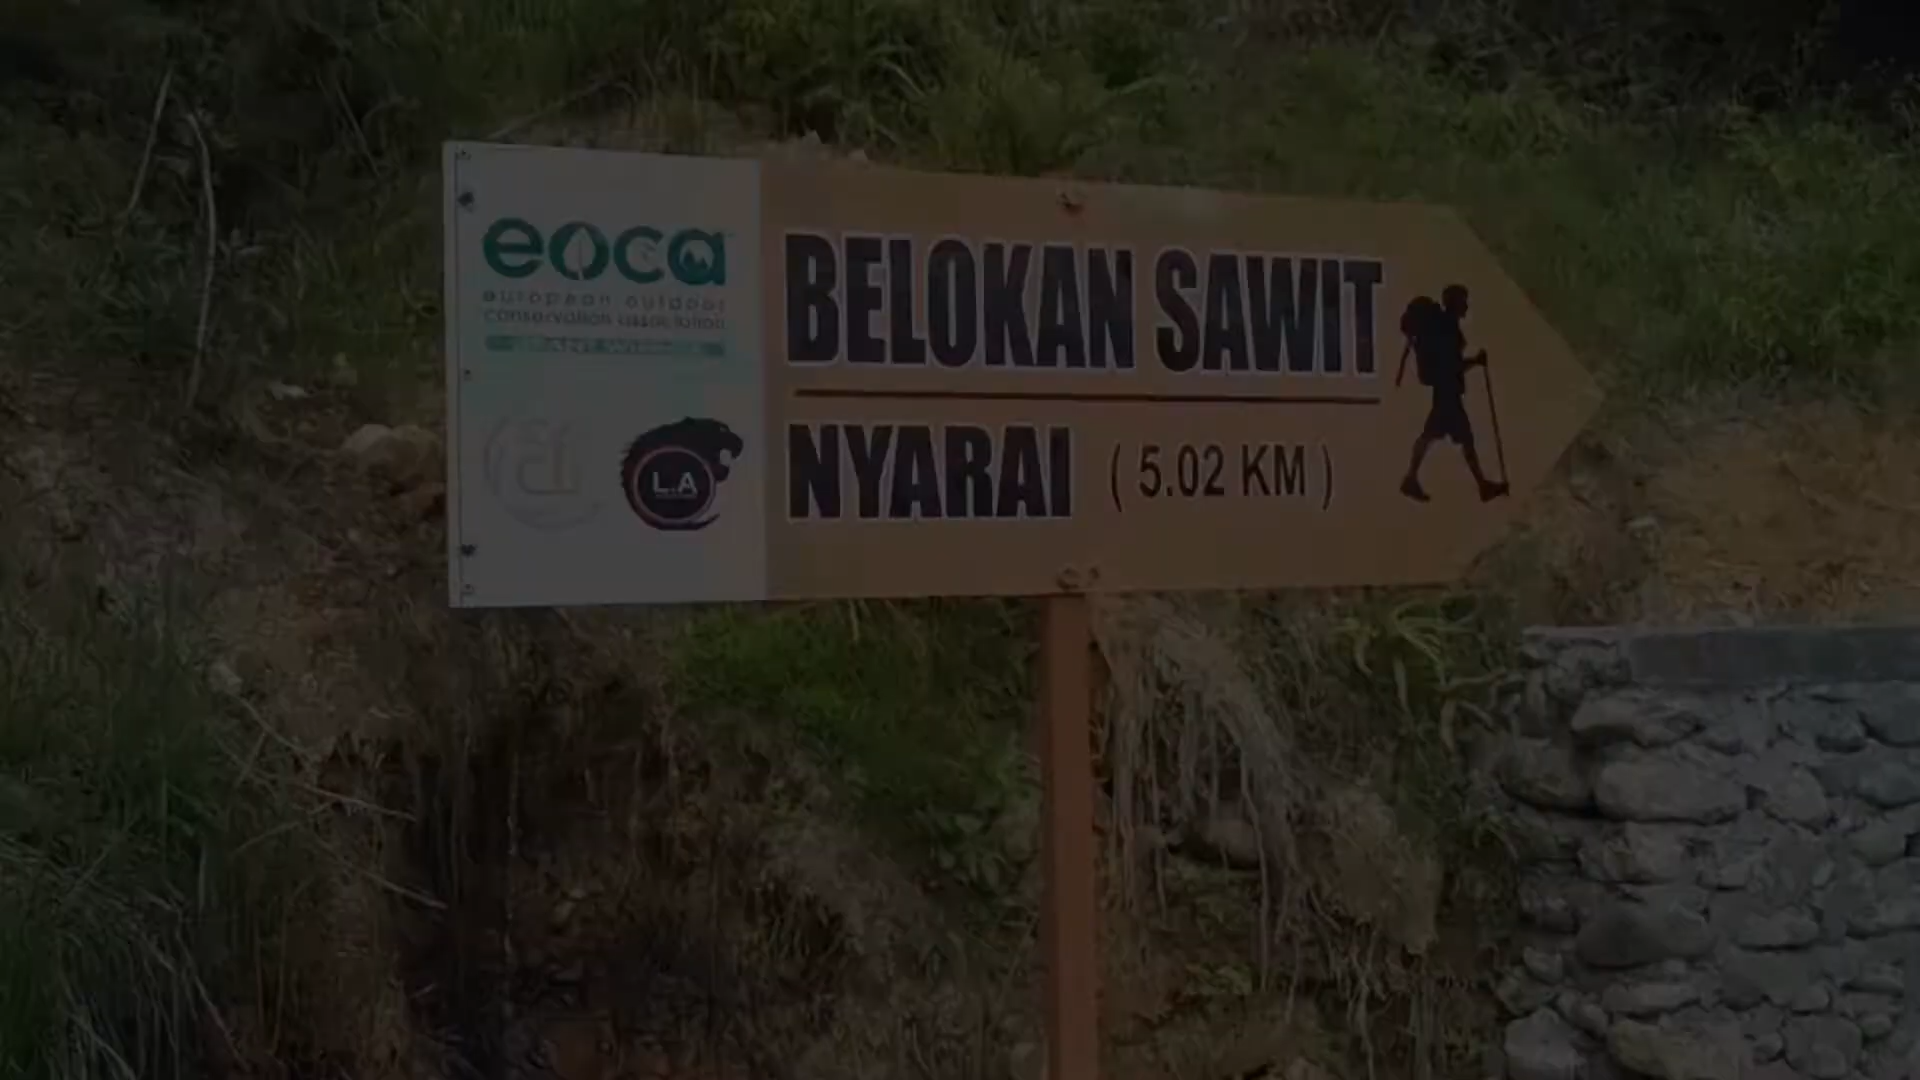 eoca
european outdoor
conservation association
BELOKAN SAWIT
NYARAI ( 5.02 KM )
L.A